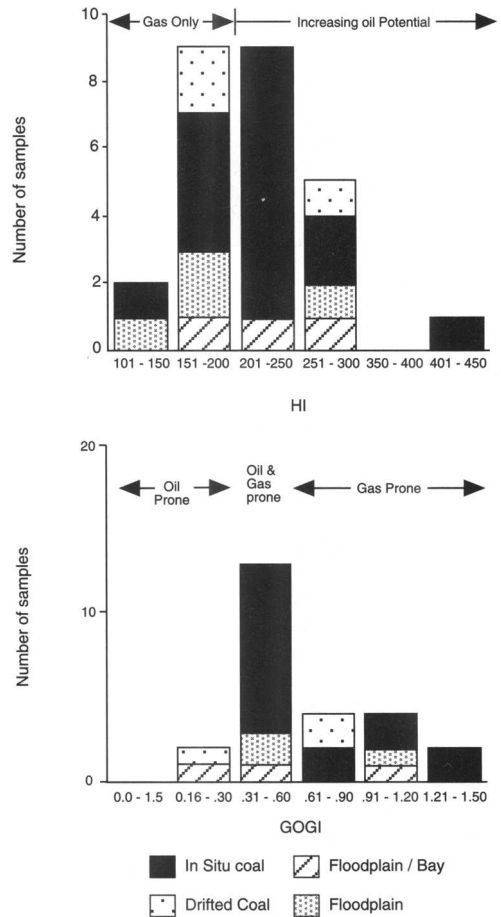 10
Gas Only
Increasing oil Potential
8
6
4
2
0
Number of samples
101 - 150 151 -200 201 -250 251 - 300 350 - 400 401 - 450
HI
20
Oil Prone
Oil & Gas prone
Gas Prone
10
0
Number of samples
0.0 - 1.5 0.16 - .30 .31 - .60 .61 - .90 .91 - 1.20 1.21 - 1.50
GOGI
In Situ coal
Floodplain / Bay
Drifted Coal
Floodplain